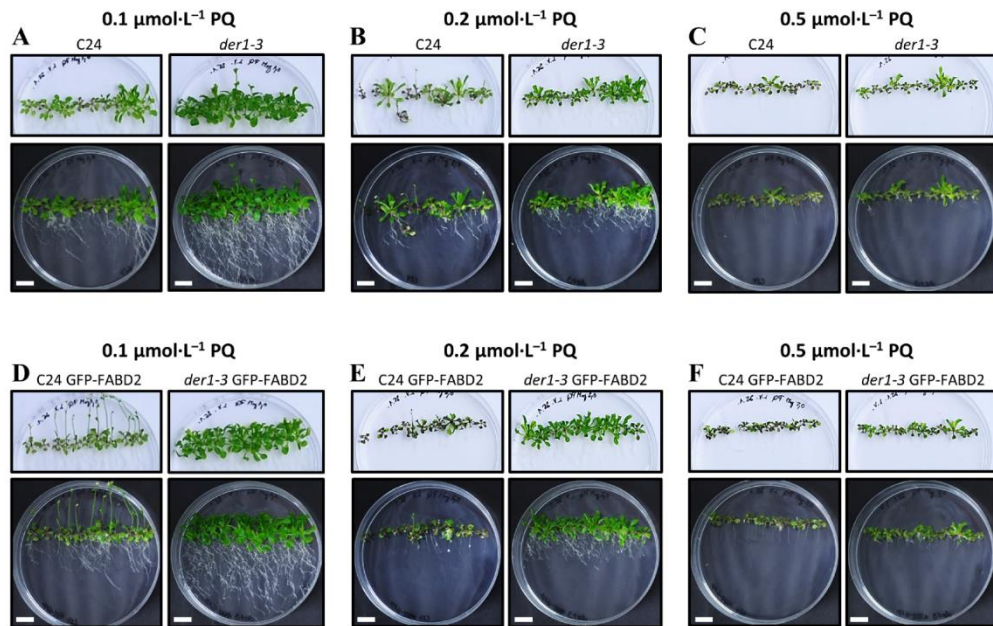 0.1 µmol·L⁻¹ PQ
0.2 µmol·L⁻¹ PQ
0.5 µmol·L⁻¹ PQ
A
C24
der1-3
B
C24
der1-3
C
C24
der1-3
0.1 µmol·L⁻¹ PQ
0.2 µmol·L⁻¹ PQ
0.5 µmol·L⁻¹ PQ
D
C24 GFP-FABD2
der1-3 GFP-FABD2
E
C24 GFP-FABD2
der1-3 GFP-FABD2
F
C24 GFP-FABD2
der1-3 GFP-FABD2